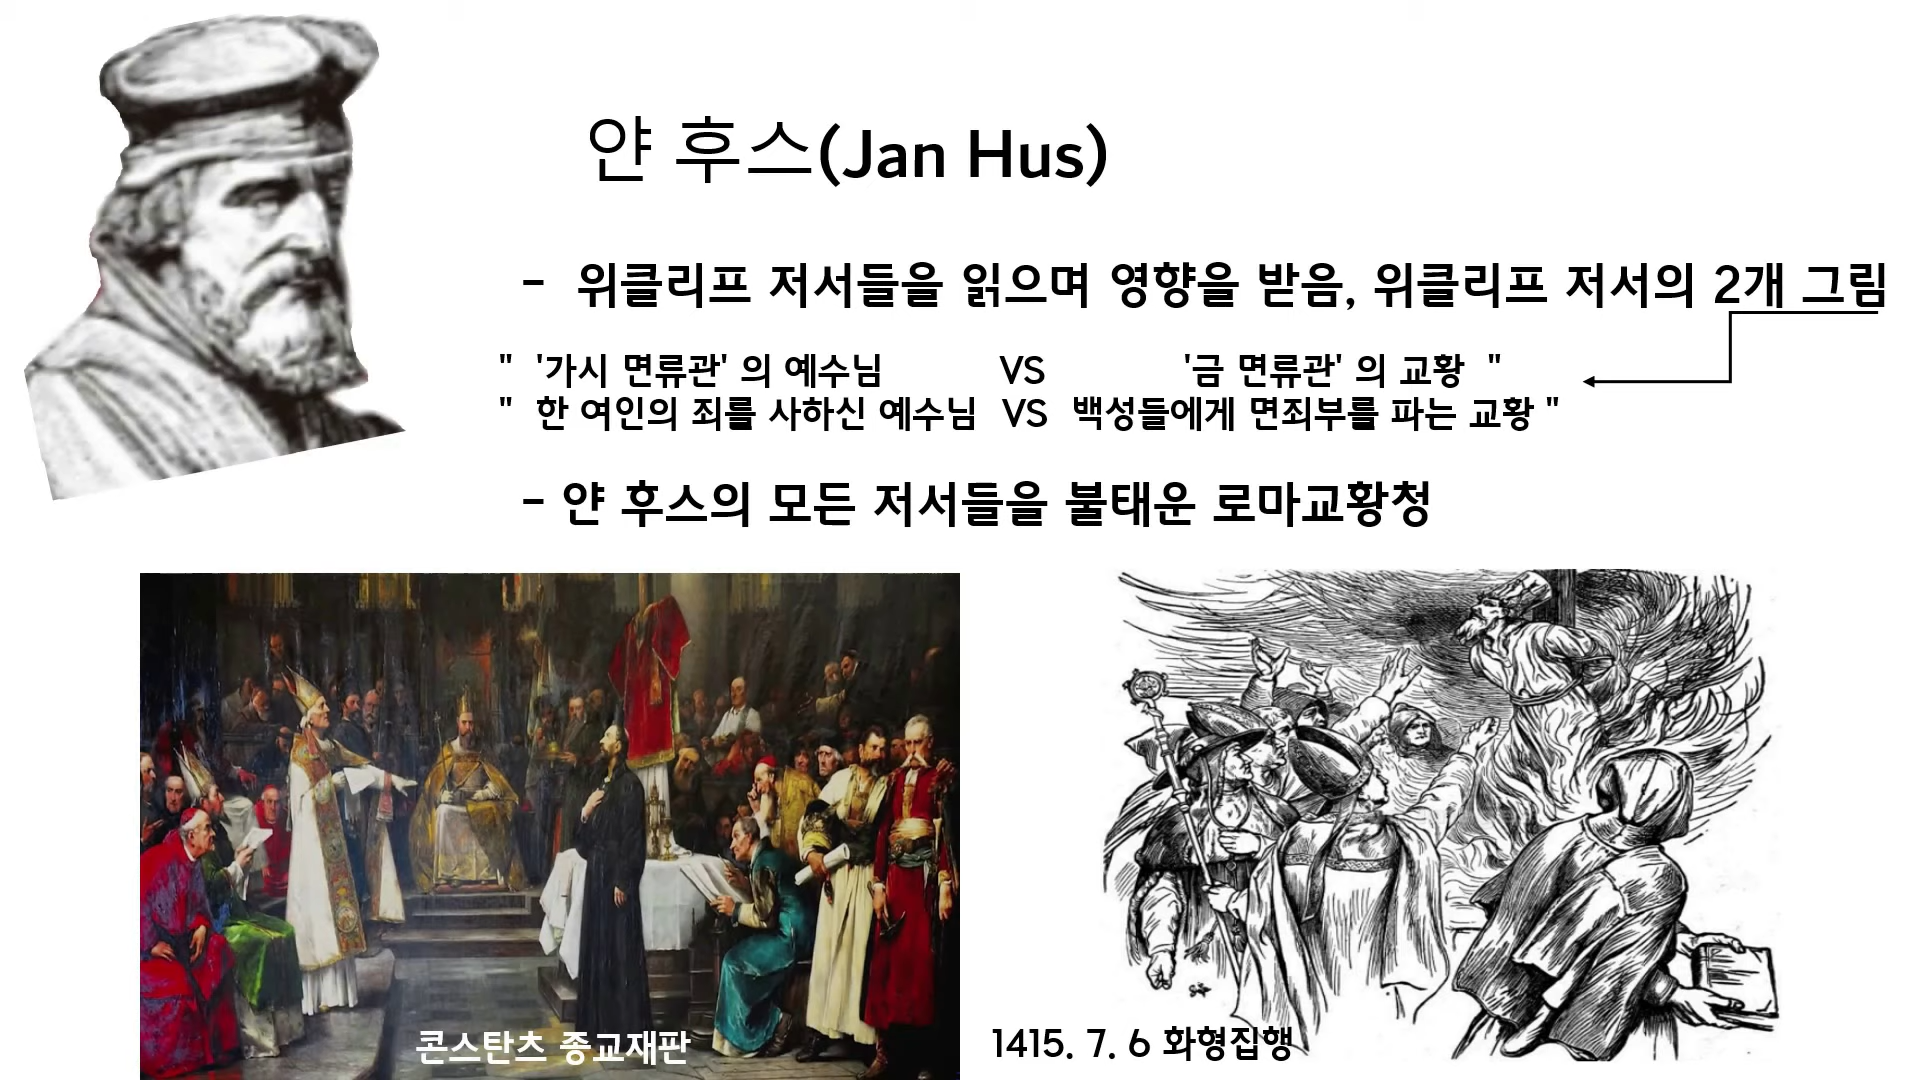 얀 후스(Jan Hus)
- 위클리프 저서들을 읽으며 영향을 받음, 위클리프 저서의 2개 그림
" '가시 면류관' 의 예수님 VS '금 면류관' 의 교황 "
" 한 여인의 죄를 사하신 예수님 VS 백성들에게 면죄부를 파는 교황 "
- 얀 후스의 모든 저서들을 불태운 로마교황청
콘스탄츠 종교재판
1415. 7. 6 화형집행